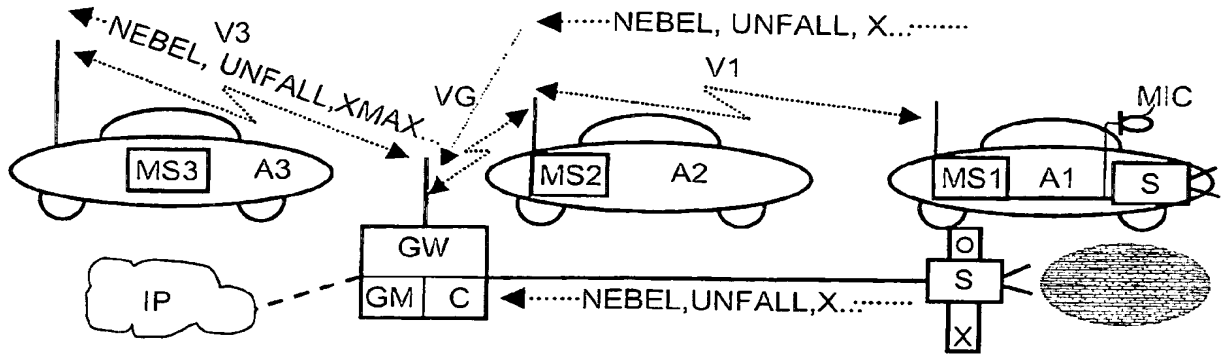 V3
NEBEL, UNFALL,XMAX...
VG
NEBEL, UNFALL, X...
V1
MIC
MS3 A3
MS2 A2
MS1 A1 S
GW
GM C
IP
NEBEL,UNFALL,X...
O
S
X